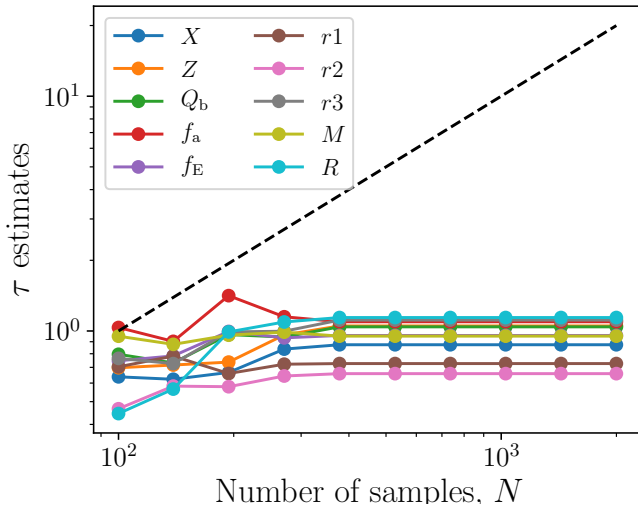 X
Z
Q_b
f_a
f_E
r1
r2
r3
M
R
τ estimates
10^1
10^0
10^2
10^3
Number of samples, N